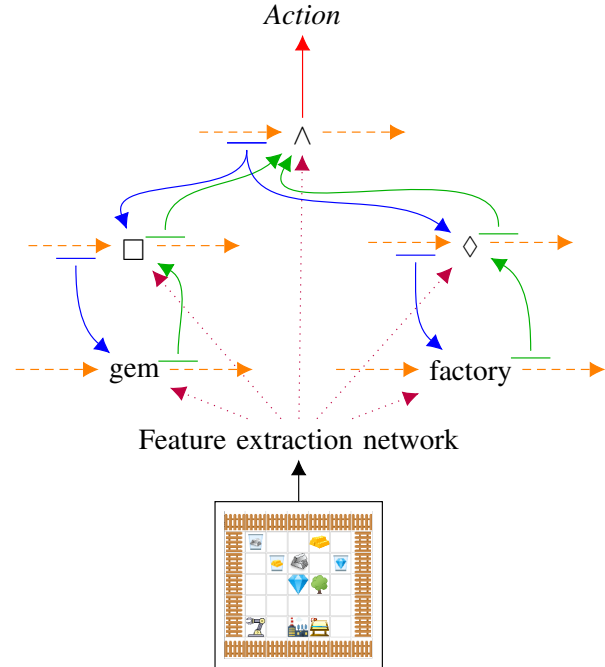 Action
∧
□
◇
gem
factory
Feature extraction network